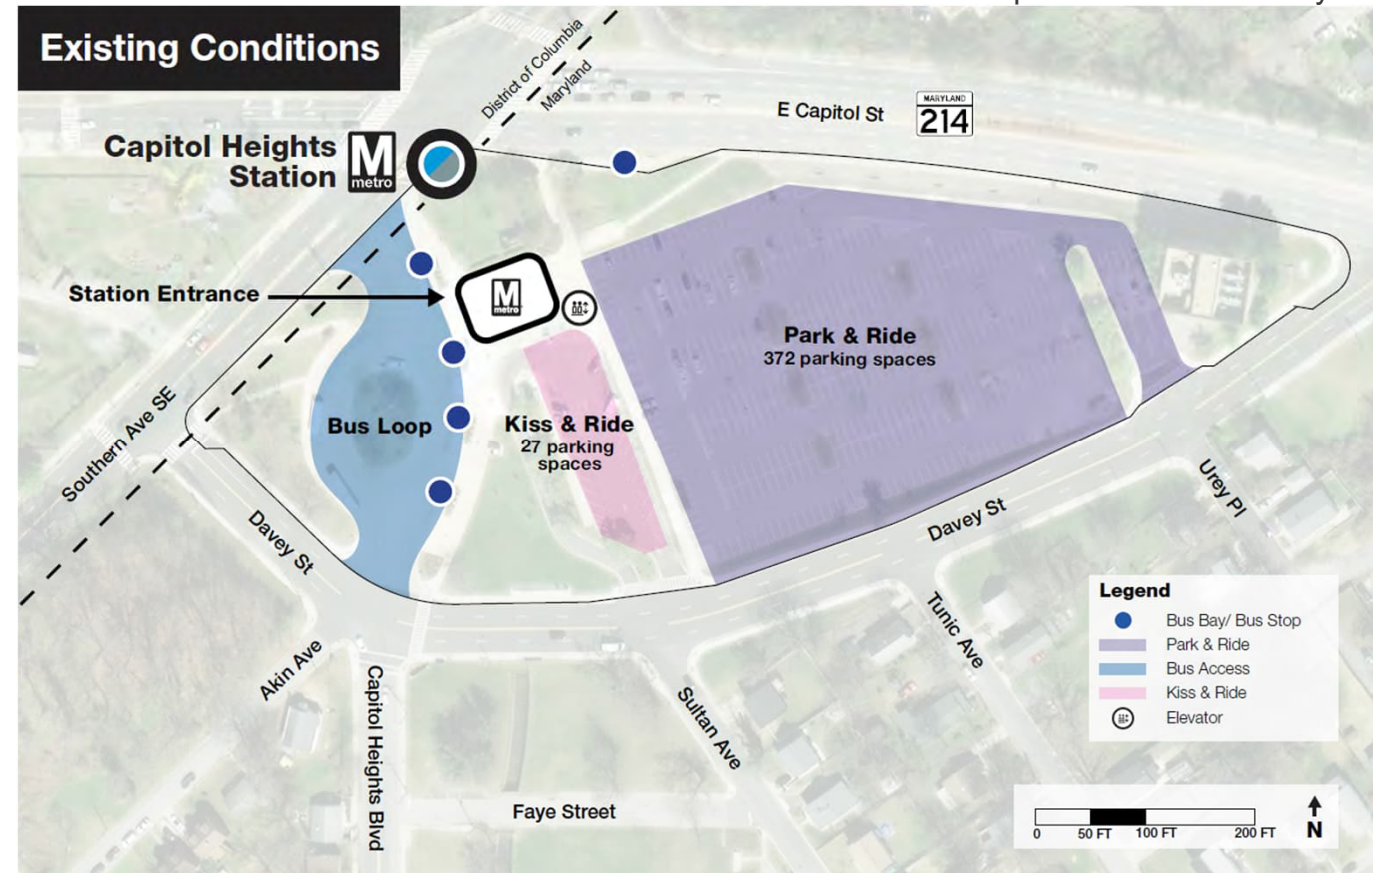 Existing Conditions
District of Columbia
Maryland
E Capitol St
MARYLAND
214
Capitol Heights
Station
M
metro
Station Entrance
M
metro
Park & Ride
372 parking spaces
Bus Loop
Kiss & Ride
27 parking
spaces
Southern Ave SE
Davey St
Davey St
Urey Pl
Akin Ave
Capitol Heights Blvd
Sultan Ave
Tunic Ave
Faye Street
Legend
Bus Bay/ Bus Stop
Park & Ride
Bus Access
Kiss & Ride
Elevator
0 50 FT 100 FT 200 FT
N